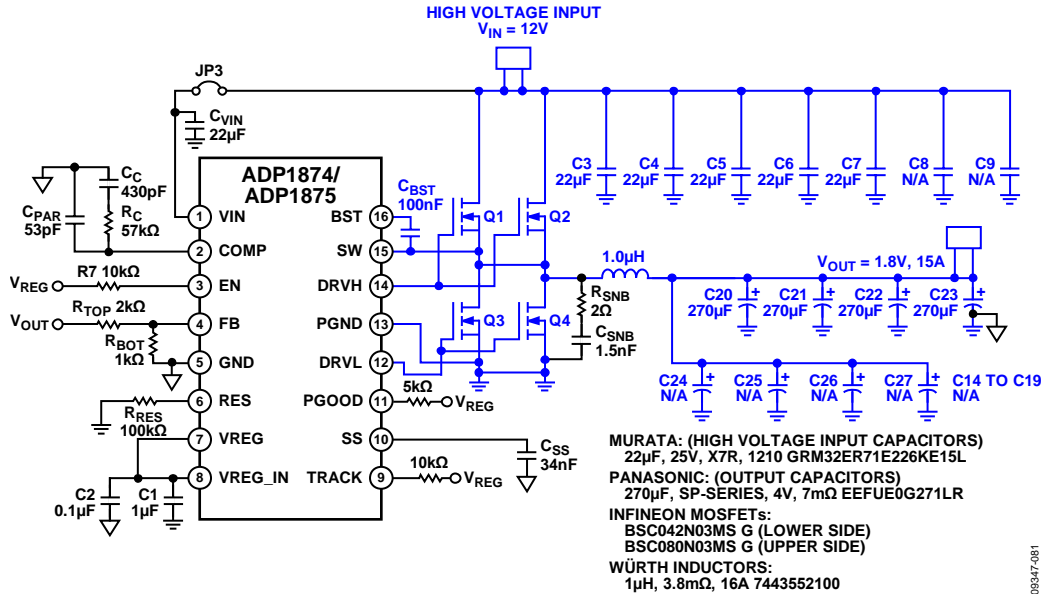 HIGH VOLTAGE INPUT
VIN = 12V
JP3
CVIN
22µF
CC
430pF
RC
57kΩ
CPAR
53pF
ADP1874/
ADP1875
1 VIN
2 COMP
3 EN
4 FB
5 GND
6 RES
7 VREG
8 VREG_IN
BST 16
SW 15
DRVH 14
PGND 13
DRVL 12
PGOOD 11
SS 10
TRACK 9
R7 10kΩ
VREG
RTOP 2kΩ
VOUT
RBOT
1kΩ
RRES
100kΩ
C2
0.1µF
C1
1µF
CBST
100nF
Q1
Q2
Q3
Q4
5kΩ
VREG
CSS
34nF
10kΩ
VREG
C3
22µF
C4
22µF
C5
22µF
C6
22µF
C7
22µF
C8
N/A
C9
N/A
1.0µH
VOUT = 1.8V, 15A
RSNB
2Ω
CSNB
1.5nF
C20
270µF
+
C21
270µF
+
C22
270µF
+
C23
270µF
+
C24
N/A
+
C25
N/A
+
C26
N/A
+
C27
N/A
+
C14 TO C19
N/A
MURATA: (HIGH VOLTAGE INPUT CAPACITORS)
22µF, 25V, X7R, 1210 GRM32ER71E226KE15L
PANASONIC: (OUTPUT CAPACITORS)
270µF, SP-SERIES, 4V, 7mΩ EEFUE0G271LR
INFINEON MOSFETs:
BSC042N03MS G (LOWER SIDE)
BSC080N03MS G (UPPER SIDE)
WÜRTH INDUCTORS:
1µH, 3.8mΩ, 16A 7443552100
09347-081